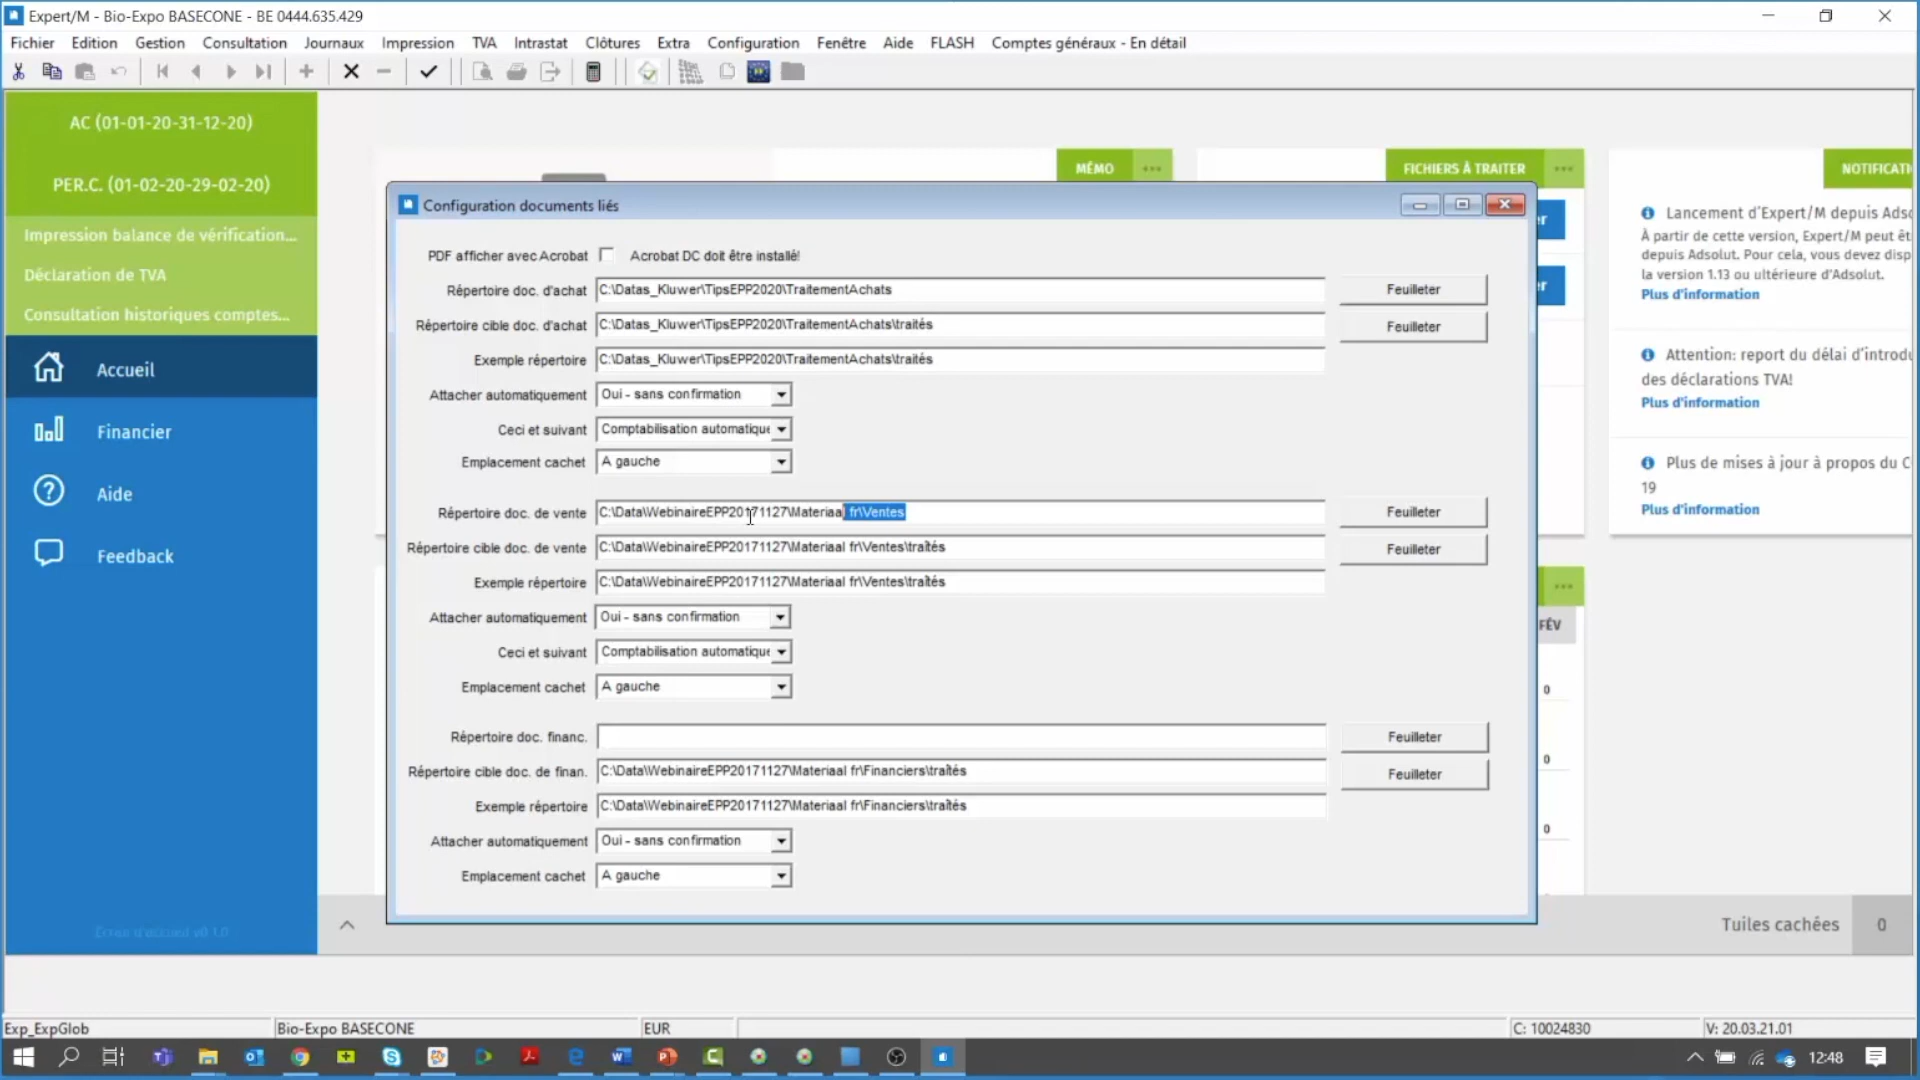 Expert/M - Bio-Expo BASECONE - BE 0444.635.429
Fichier Edition Gestion Consultation Journaux Impression TVA Intrastat Clôtures Extra Configuration Fenêtre Aide FLASH Comptes généraux - En détail
AC (01-01-20-31-12-20)
PER.C. (01-02-20-29-02-20)
Impression balance de vérification...
Déclaration de TVA
Consultation historiques comptes...
Accueil
Financier
Aide
Feedback
Ecran d'accueil v0.1.0
MÉMO
FICHIERS À TRAITER
NOTIFICATI
Lancement d'Expert/M depuis Adso
À partir de cette version, Expert/M peut êt
depuis Adsolut. Pour cela, vous devez disp
la version 1.13 ou ultérieure d'Adsolut.
Plus d'information
Attention: report du délai d'introdu
des déclarations TVA!
Plus d'information
Plus de mises à jour à propos du C
19
Plus d'information
er
er
FÉV
0
0
0
Configuration documents liés
PDF afficher avec Acrobat Acrobat DC doit être installé!
Répertoire doc. d'achat C:\Datas_Kluwer\TipsEPP2020\TraitementAchats Feuilleter
Répertoire cible doc. d'achat C:\Datas_Kluwer\TipsEPP2020\TraitementAchats\traités Feuilleter
Exemple répertoire C:\Datas_Kluwer\TipsEPP2020\TraitementAchats\traités
Attacher automatiquement Oui - sans confirmation
Ceci et suivant Comptabilisation automatique
Emplacement cachet A gauche
Répertoire doc. de vente C:\Data\WebinaireEPP20171127\Materiaal fr\Ventes Feuilleter
Répertoire cible doc. de vente C:\Data\WebinaireEPP20171127\Materiaal fr\Ventes\traîtés Feuilleter
Exemple répertoire C:\Data\WebinaireEPP20171127\Materiaal fr\Ventes\traîtés
Attacher automatiquement Oui - sans confirmation
Ceci et suivant Comptabilisation automatique
Emplacement cachet A gauche
Répertoire doc. financ. Feuilleter
Répertoire cible doc. de finan. C:\Data\WebinaireEPP20171127\Materiaal fr\Financiers\traîtés Feuilleter
Exemple répertoire C:\Data\WebinaireEPP20171127\Materiaal fr\Financiers\traîtés
Attacher automatiquement Oui - sans confirmation
Emplacement cachet A gauche
Tuiles cachées 0
Exp_ExpGlob Bio-Expo BASECONE EUR C: 10024830 V: 20.03.21.01
12:48